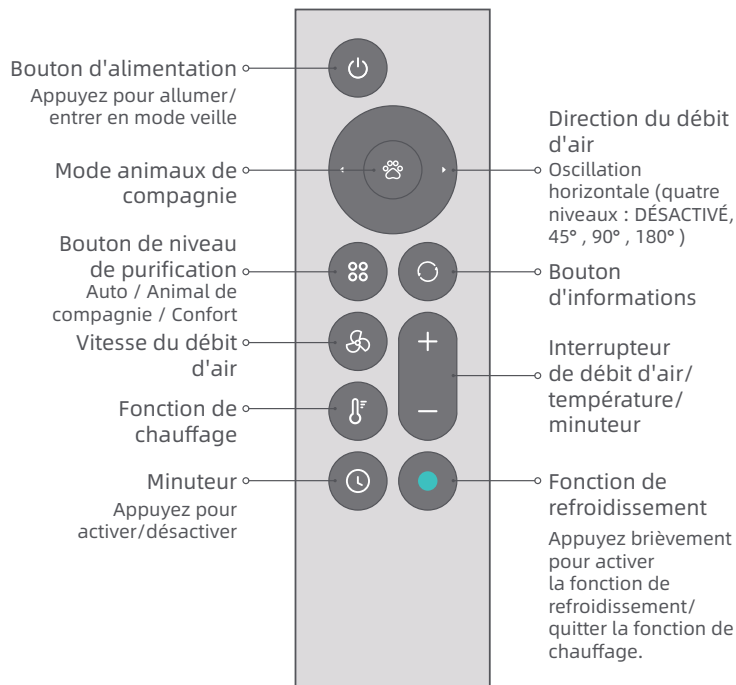 Bouton d'alimentation
Appuyez pour allumer/
entrer en mode veille
Mode animaux de
compagnie
Bouton de niveau
de purification
Auto / Animal de
compagnie / Confort
Vitesse du débit
d'air
Fonction de
chauffage
Minuteur
Appuyez pour
activer/désactiver
Direction du débit
d'air
Oscillation
horizontale (quatre
niveaux : DÉSACTIVÉ,
45° , 90° , 180° )
Bouton
d'informations
Interrupteur
de débit d'air/
température/
minuteur
Fonction de
refroidissement
Appuyez brièvement
pour activer
la fonction de
refroidissement/
quitter la fonction de
chauffage.